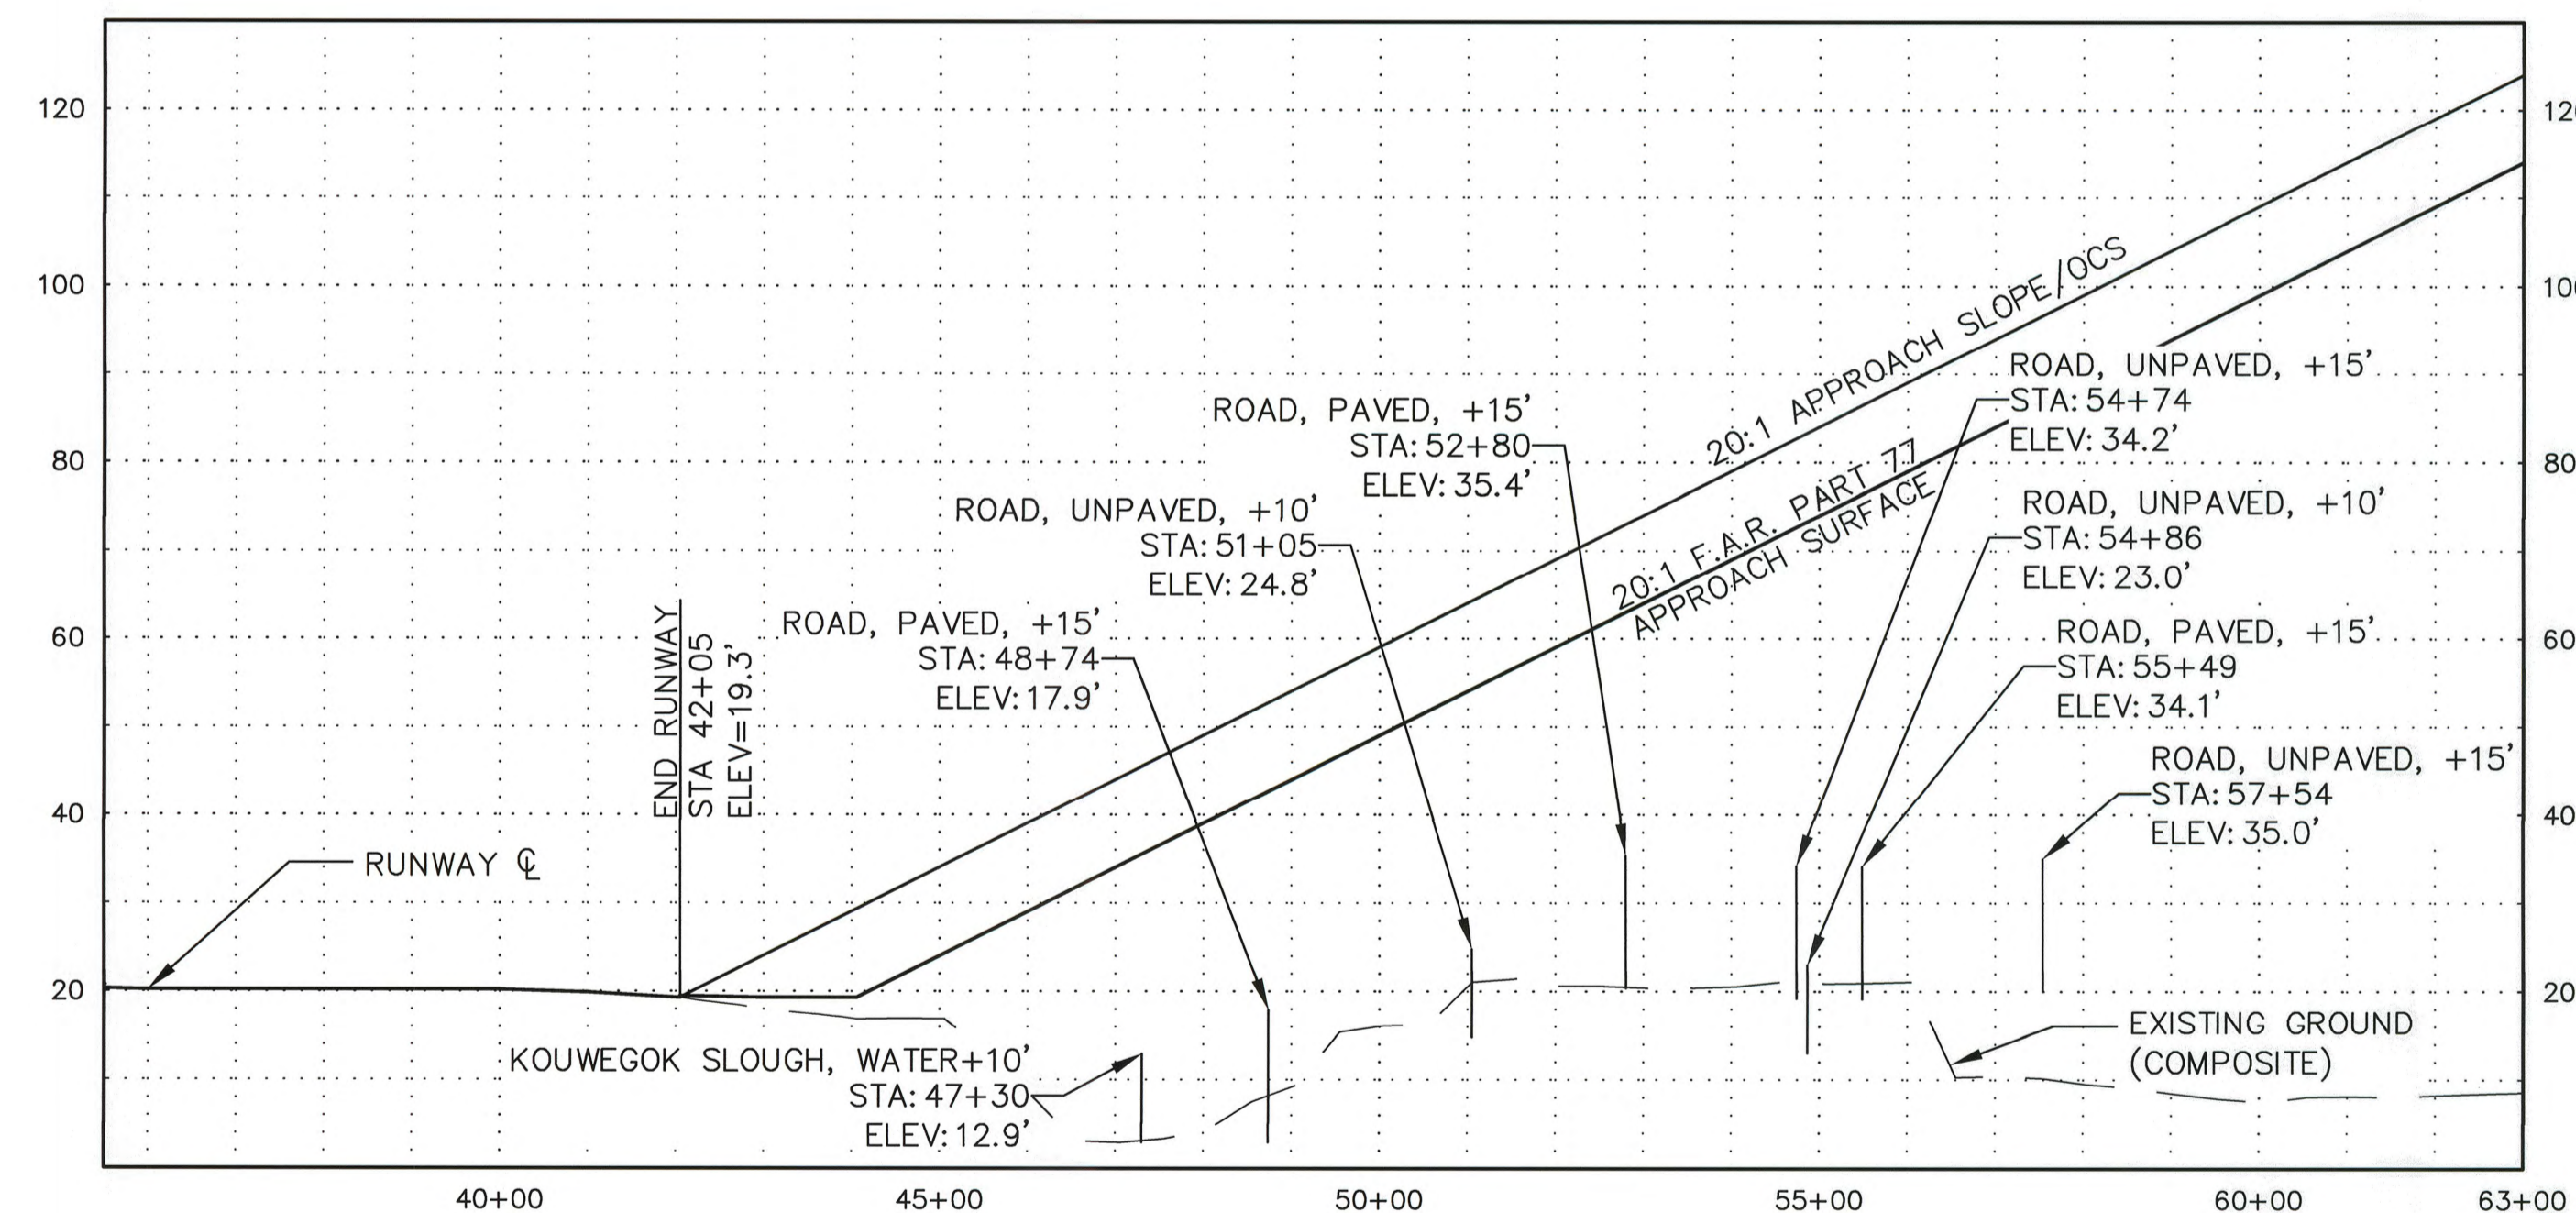 120
100
80
60
40
20
120
100
80
60
40
20
20:1 APPROACH SLOPE/OCS
20:1 F.A.R. PART 77
APPROACH SURFACE
ROAD, UNPAVED, +15'
STA: 54+74
ELEV: 34.2'
ROAD, PAVED, +15'
STA: 52+80
ELEV: 35.4'
ROAD, UNPAVED, +10'
STA: 51+05
ELEV: 24.8'
ROAD, UNPAVED, +10'
STA: 54+86
ELEV: 23.0'
ROAD, PAVED, +15'
STA: 48+74
ELEV: 17.9'
ROAD, PAVED, +15'
STA: 55+49
ELEV: 34.1'
END RUNWAY
STA 42+05
ELEV=19.3'
ROAD, UNPAVED, +15'
STA: 57+54
ELEV: 35.0'
RUNWAY ℄
KOUWEGOK SLOUGH, WATER+10'
STA: 47+30
ELEV: 12.9'
EXISTING GROUND
(COMPOSITE)
40+00
45+00
50+00
55+00
60+00
63+00